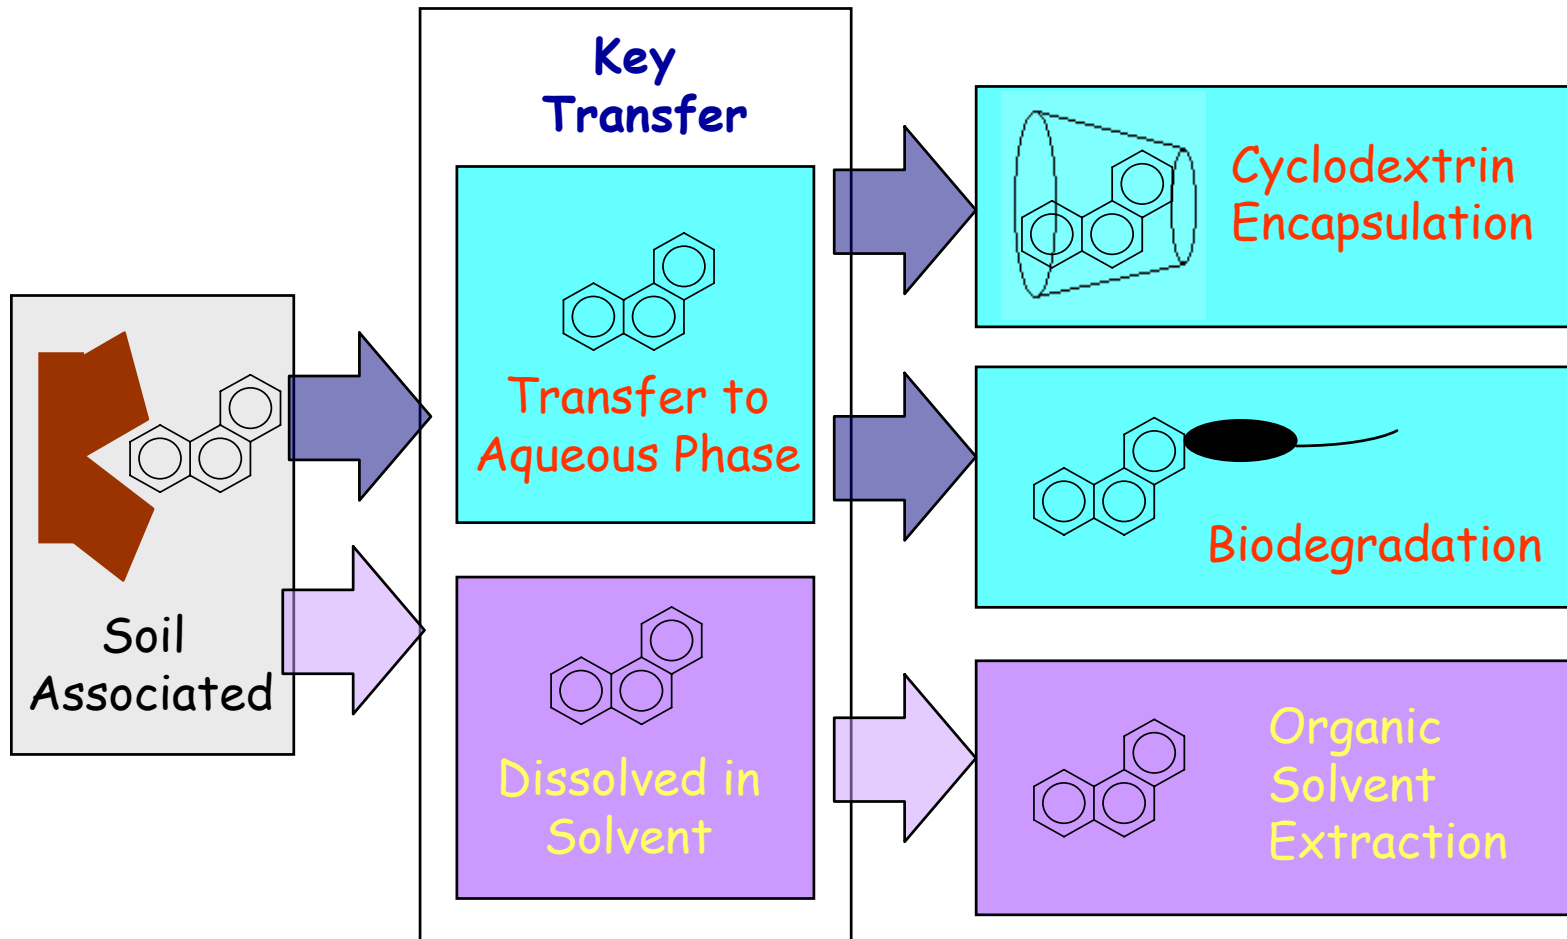 Key
Transfer
Soil
Associated
Transfer to
Aqueous Phase
Dissolved in
Solvent
Cyclodextrin
Encapsulation
Biodegradation
Organic
Solvent
Extraction